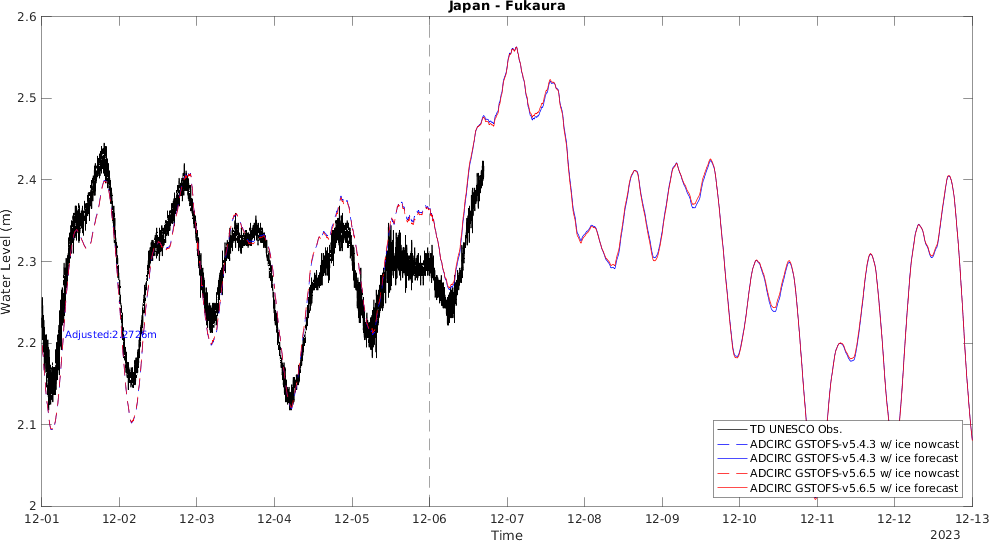 Japan - Fukaura
2.6
2.5
2.4
2.3
2.2
2.1
2
Water Level (m)
Adjusted:2.2726m
TD UNESCO Obs.
ADCIRC GSTOFS-v5.4.3 w/ ice nowcast
ADCIRC GSTOFS-v5.4.3 w/ ice forecast
ADCIRC GSTOFS-v5.6.5 w/ ice nowcast
ADCIRC GSTOFS-v5.6.5 w/ ice forecast
12-01 12-02 12-03 12-04 12-05 12-06 12-07 12-08 12-09 12-10 12-11 12-12 12-13
Time
2023